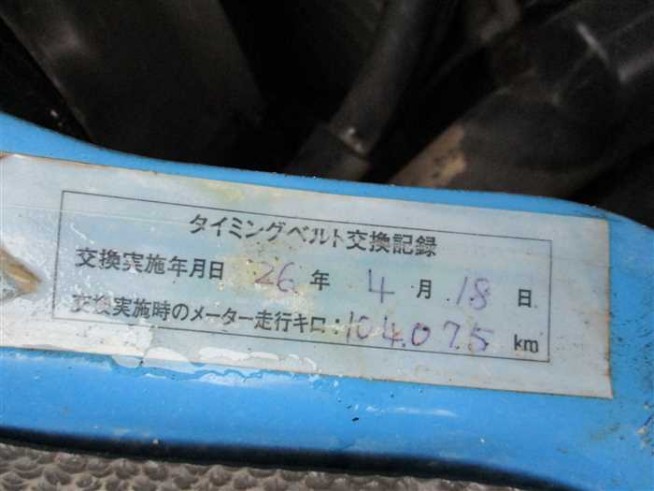 タイミングベルト交換記録
交換実施年月日 26 年 4 月 18 日
交換実施時のメーター走行キロ:104,075 km